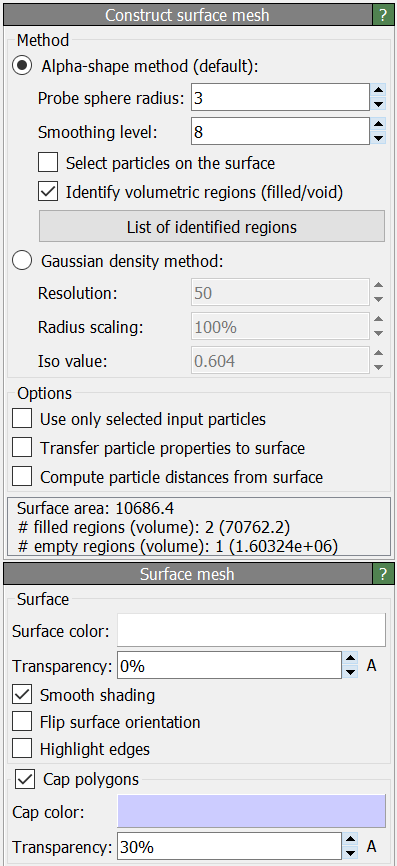 Construct surface mesh ?
Method
Alpha-shape method (default):
Probe sphere radius: 3
Smoothing level: 8
Select particles on the surface
Identify volumetric regions (filled/void)
List of identified regions
Gaussian density method:
Resolution: 50
Radius scaling: 100%
Iso value: 0.604
Options
Use only selected input particles
Transfer particle properties to surface
Compute particle distances from surface
Surface area: 10686.4
# filled regions (volume): 2 (70762.2)
# empty regions (volume): 1 (1.60324e+06)
Surface mesh ?
Surface
Surface color:
Transparency: 0% A
Smooth shading
Flip surface orientation
Highlight edges
Cap polygons
Cap color:
Transparency: 30% A